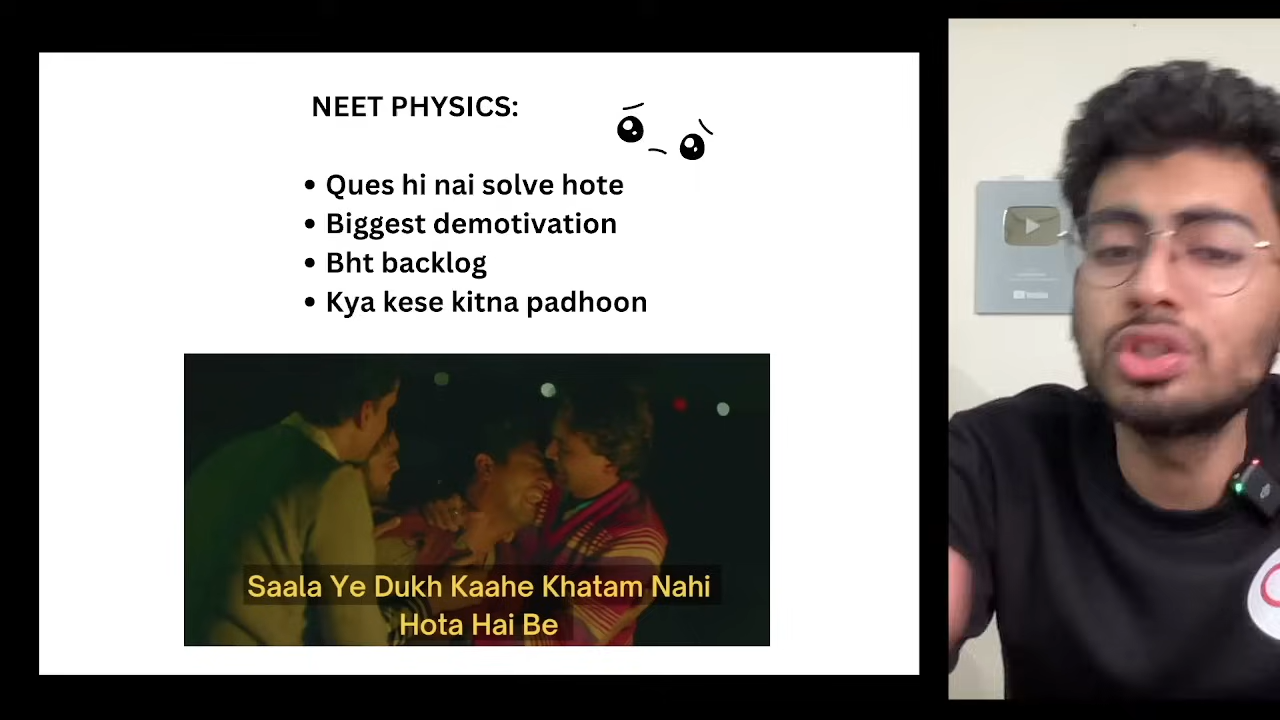 NEET PHYSICS:
• Ques hi nai solve hote
• Biggest demotivation
• Bht backlog
• Kya kese kitna padhoon
Saala Ye Dukh Kaahe Khatam Nahi
Hota Hai Be